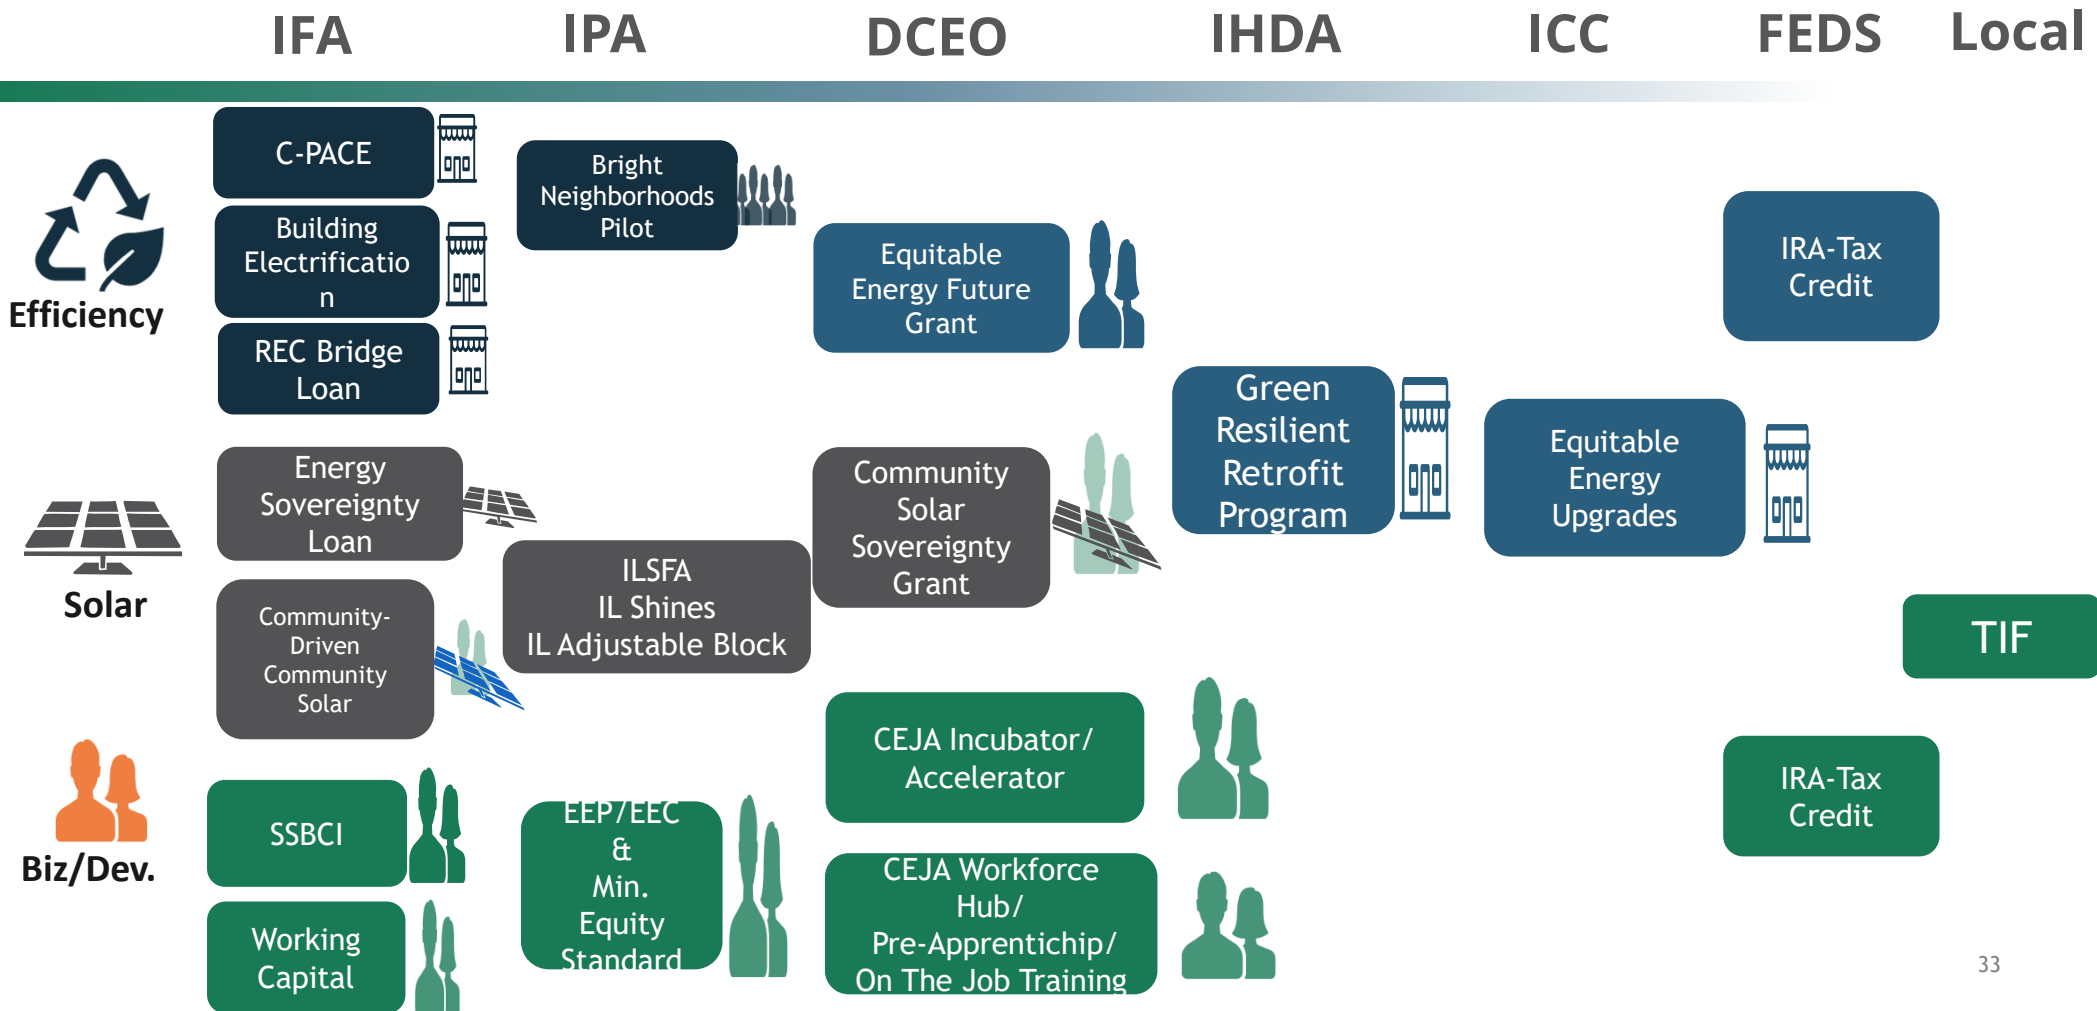 IFA
IPA
DCEO
IHDA
ICC
FEDS
Local
Efficiency
C-PACE
Building
Electrificatio
n
REC Bridge
Loan
Bright
Neighborhoods
Pilot
Equitable
Energy Future
Grant
Green
Resilient
Retrofit
Program
Equitable
Energy
Upgrades
IRA-Tax
Credit
Solar
Energy
Sovereignty
Loan
Community-
Driven
Community
Solar
ILSFA
IL Shines
IL Adjustable Block
Community
Solar
Sovereignty
Grant
TIF
Biz/Dev.
SSBCI
Working
Capital
EEP/EEC
&
Min.
Equity
Standard
CEJA Incubator/
Accelerator
CEJA Workforce
Hub/
Pre-Apprentichip/
On The Job Training
IRA-Tax
Credit
33